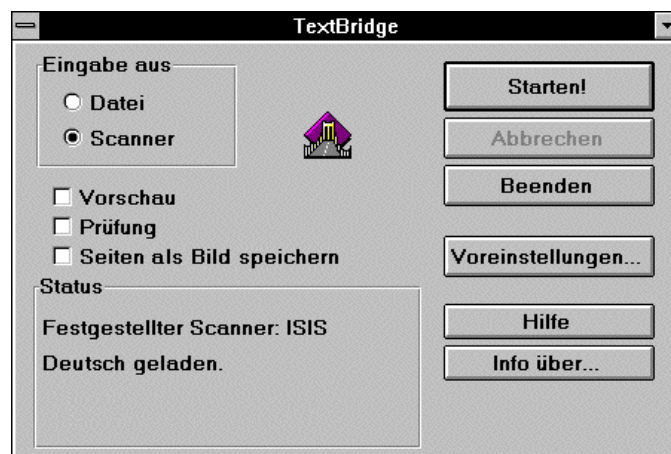 TextBridge
Eingabe aus
Datei
Scanner
Vorschau
Prüfung
Seiten als Bild speichern
Status
Festgestellter Scanner: ISIS
Deutsch geladen.
Starten!
Abbrechen
Beenden
Voreinstellungen...
Hilfe
Info über...